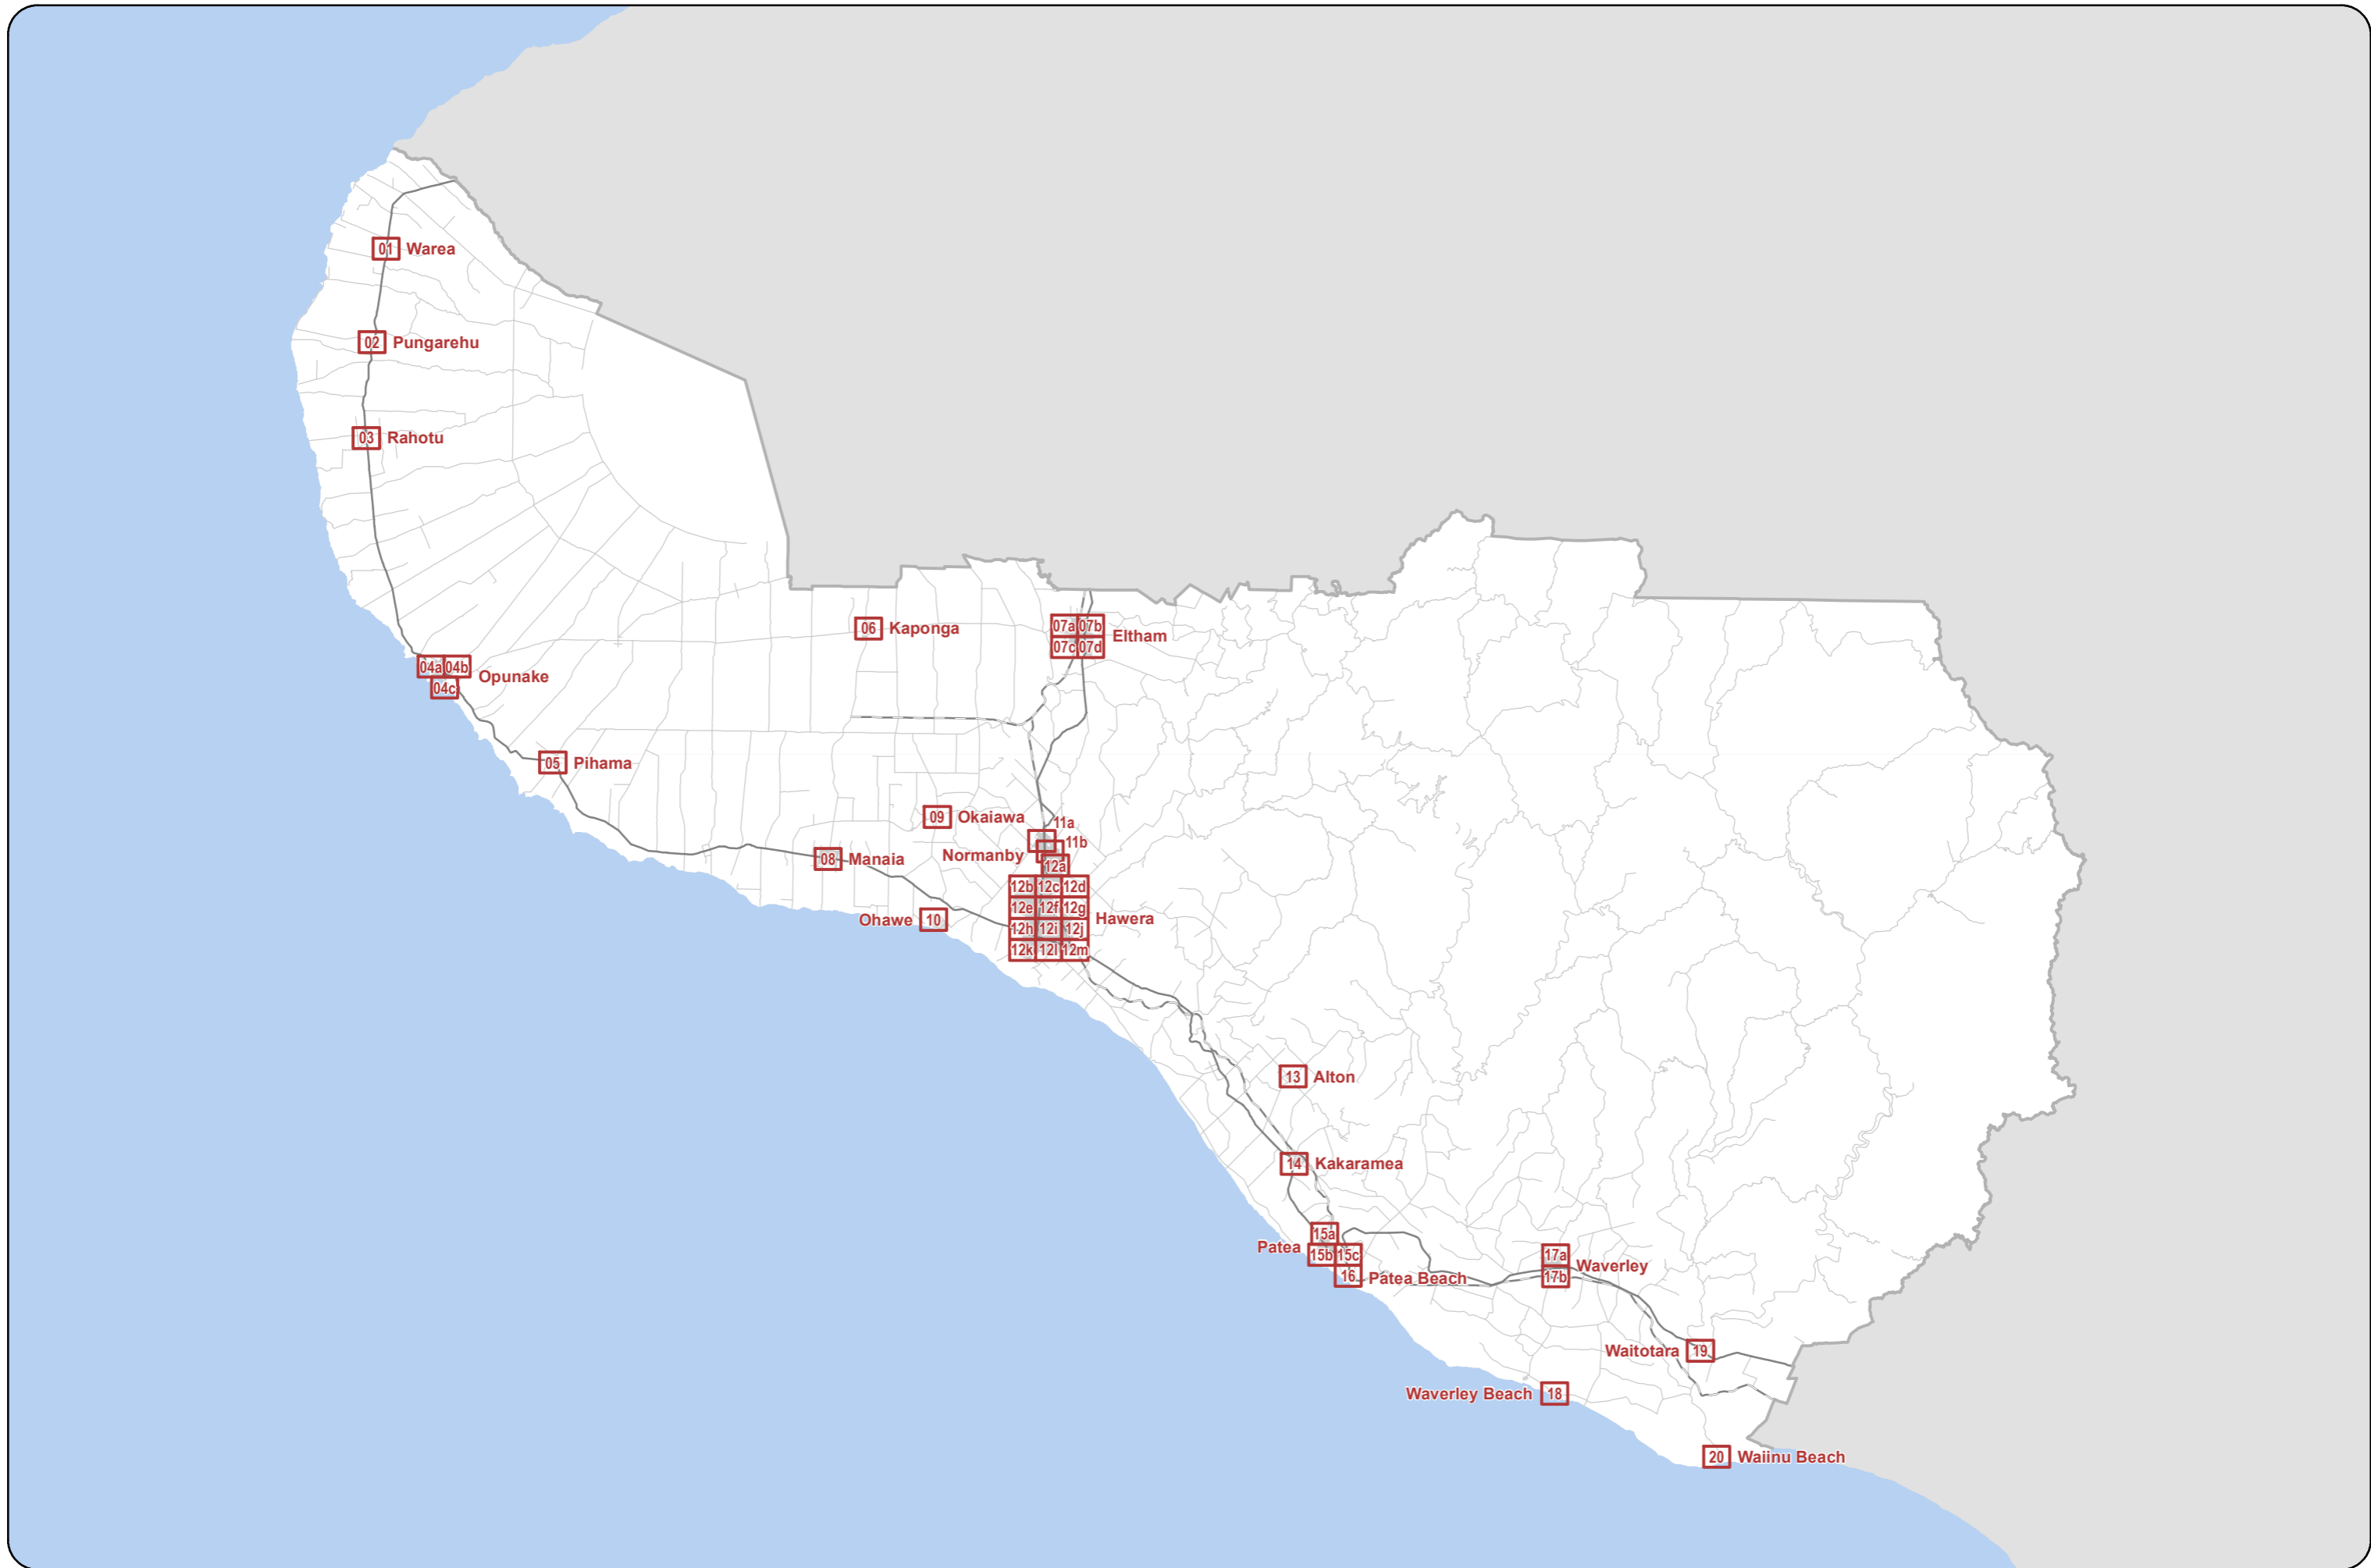 01 Warea
02 Pungarehu
03 Rahotu
06 Kaponga
07a 07b
Eltham
07c 07d
04a 04b
Opunake
04c
05 Pihama
09 Okaiawa
11a
11b
Normanby
08 Manaia
12a
12b 12c 12d
12e 12f 12g
Hawera
Ohawe 10
12h 12i 12j
12k 12l 12m
13 Alton
14 Kakaramea
15a
Patea
15b 15c
16 Patea Beach
17a
Waverley
17b
Waitotara 19
Waverley Beach 18
20 Waiinu Beach